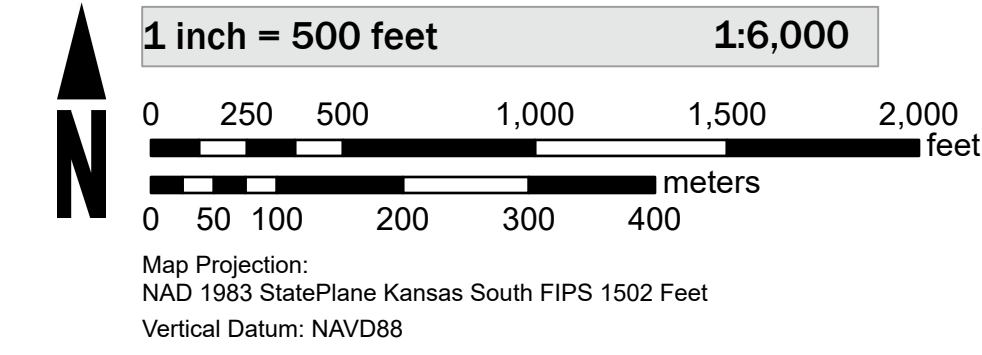 1 inch = 500 feet 1:6,000
0 250 500 1,000 1,500 2,000
feet
N
meters
0 50 100 200 300 400
Map Projection:
NAD 1983 StatePlane Kansas South FIPS 1502 Feet
Vertical Datum: NAVD88